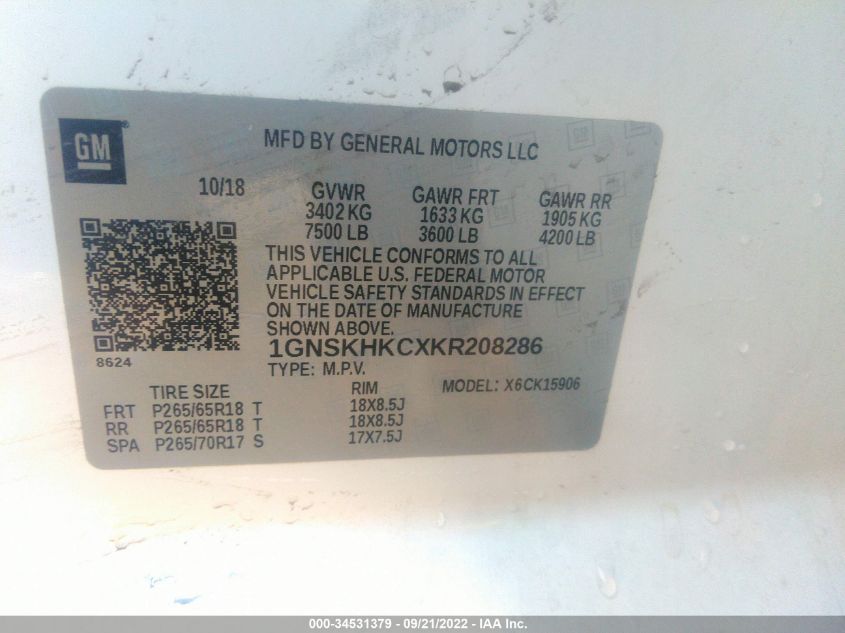 GM
MFD BY GENERAL MOTORS LLC
10/18 GVWR GAWR FRT GAWR RR
3402 KG 1633 KG 1905 KG
7500 LB 3600 LB 4200 LB
THIS VEHICLE CONFORMS TO ALL
APPLICABLE U.S. FEDERAL MOTOR
VEHICLE SAFETY STANDARDS IN EFFECT
ON THE DATE OF MANUFACTURE
SHOWN ABOVE.
8624
1GNSKHKCXKR208286
TYPE: M.P.V. MODEL: X6CK15906
TIRE SIZE RIM
FRT P265/65R18 T 18X8.5J
RR P265/65R18 T 18X8.5J
SPA P265/70R17 S 17X7.5J
000-34531379 - 09/21/2022 - IAA Inc.